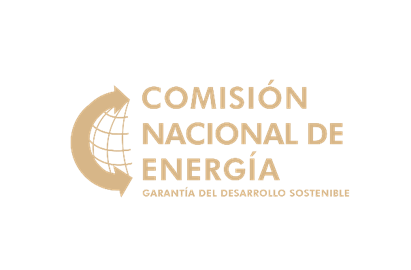 COMISIÓN
NACIONAL DE
ENERGÍA
GARANTÍA DEL DESARROLLO SOSTENIBLE